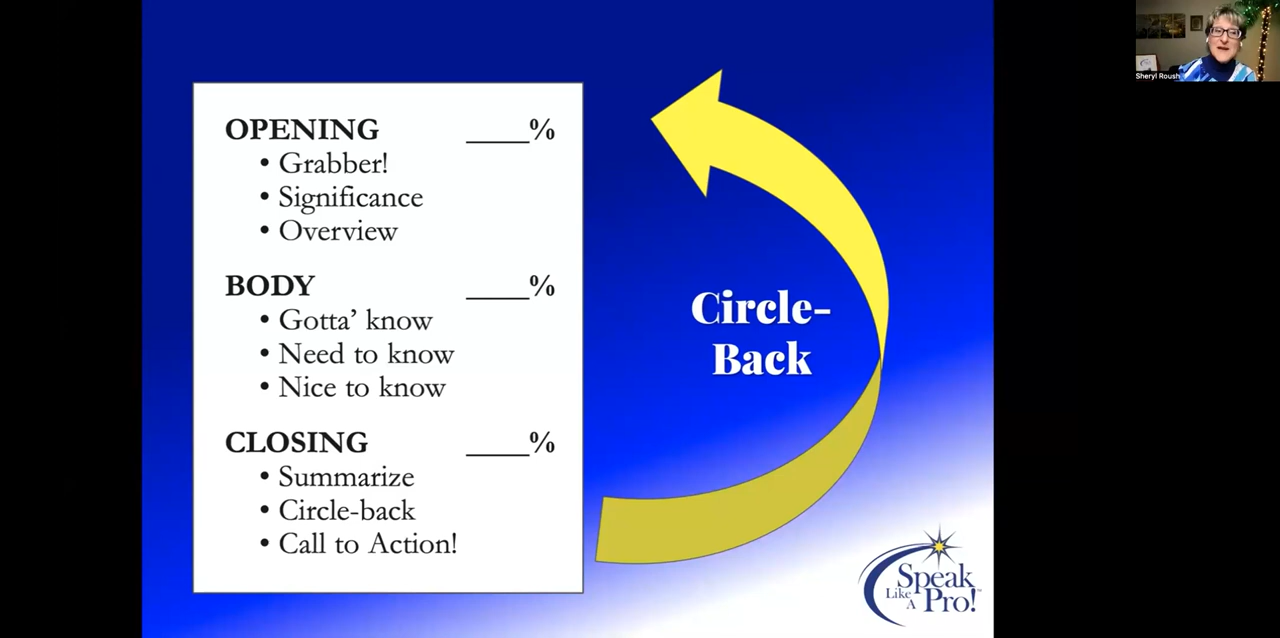 OPENING _____%
• Grabber!
• Significance
• Overview
BODY _____%
• Gotta’ know
• Need to know
• Nice to know
CLOSING _____%
• Summarize
• Circle-back
• Call to Action!
Circle-
Back
Speak
Like
A
Pro!™
Sheryl Roush